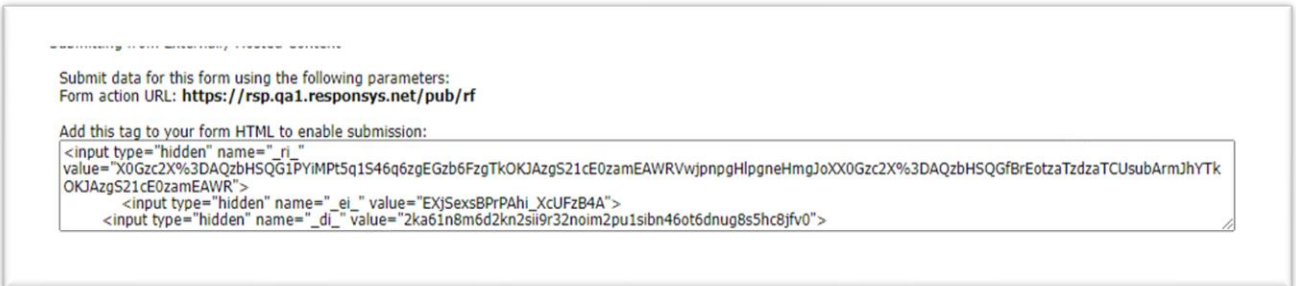 Submit data for this form using the following parameters:
Form action URL: https://rsp.qa1.responsys.net/pub/rf
Add this tag to your form HTML to enable submission:
<input type="hidden" name="_ri_"
value="X0Gzc2X%3DAQzbHSQG1PYiMPt5q1S46q6zgEGzb6FzgTkOKJAzgS21cE0zamEAWRVwjpnpgHlpgneHmgJoXX0Gzc2X%3DAQzbHSQGfBrEotzaTzdzaTCUsubArmJhYTk
OKJAzgS21cE0zamEAWR">
<input type="hidden" name="_ei_" value="EXjSexsBPrPAhi_XcUFzB4A">
<input type="hidden" name="_di_" value="2ka61n8m6d2kn2sii9r32noim2pu1sibn46ot6dnug8s5hc8jfv0">